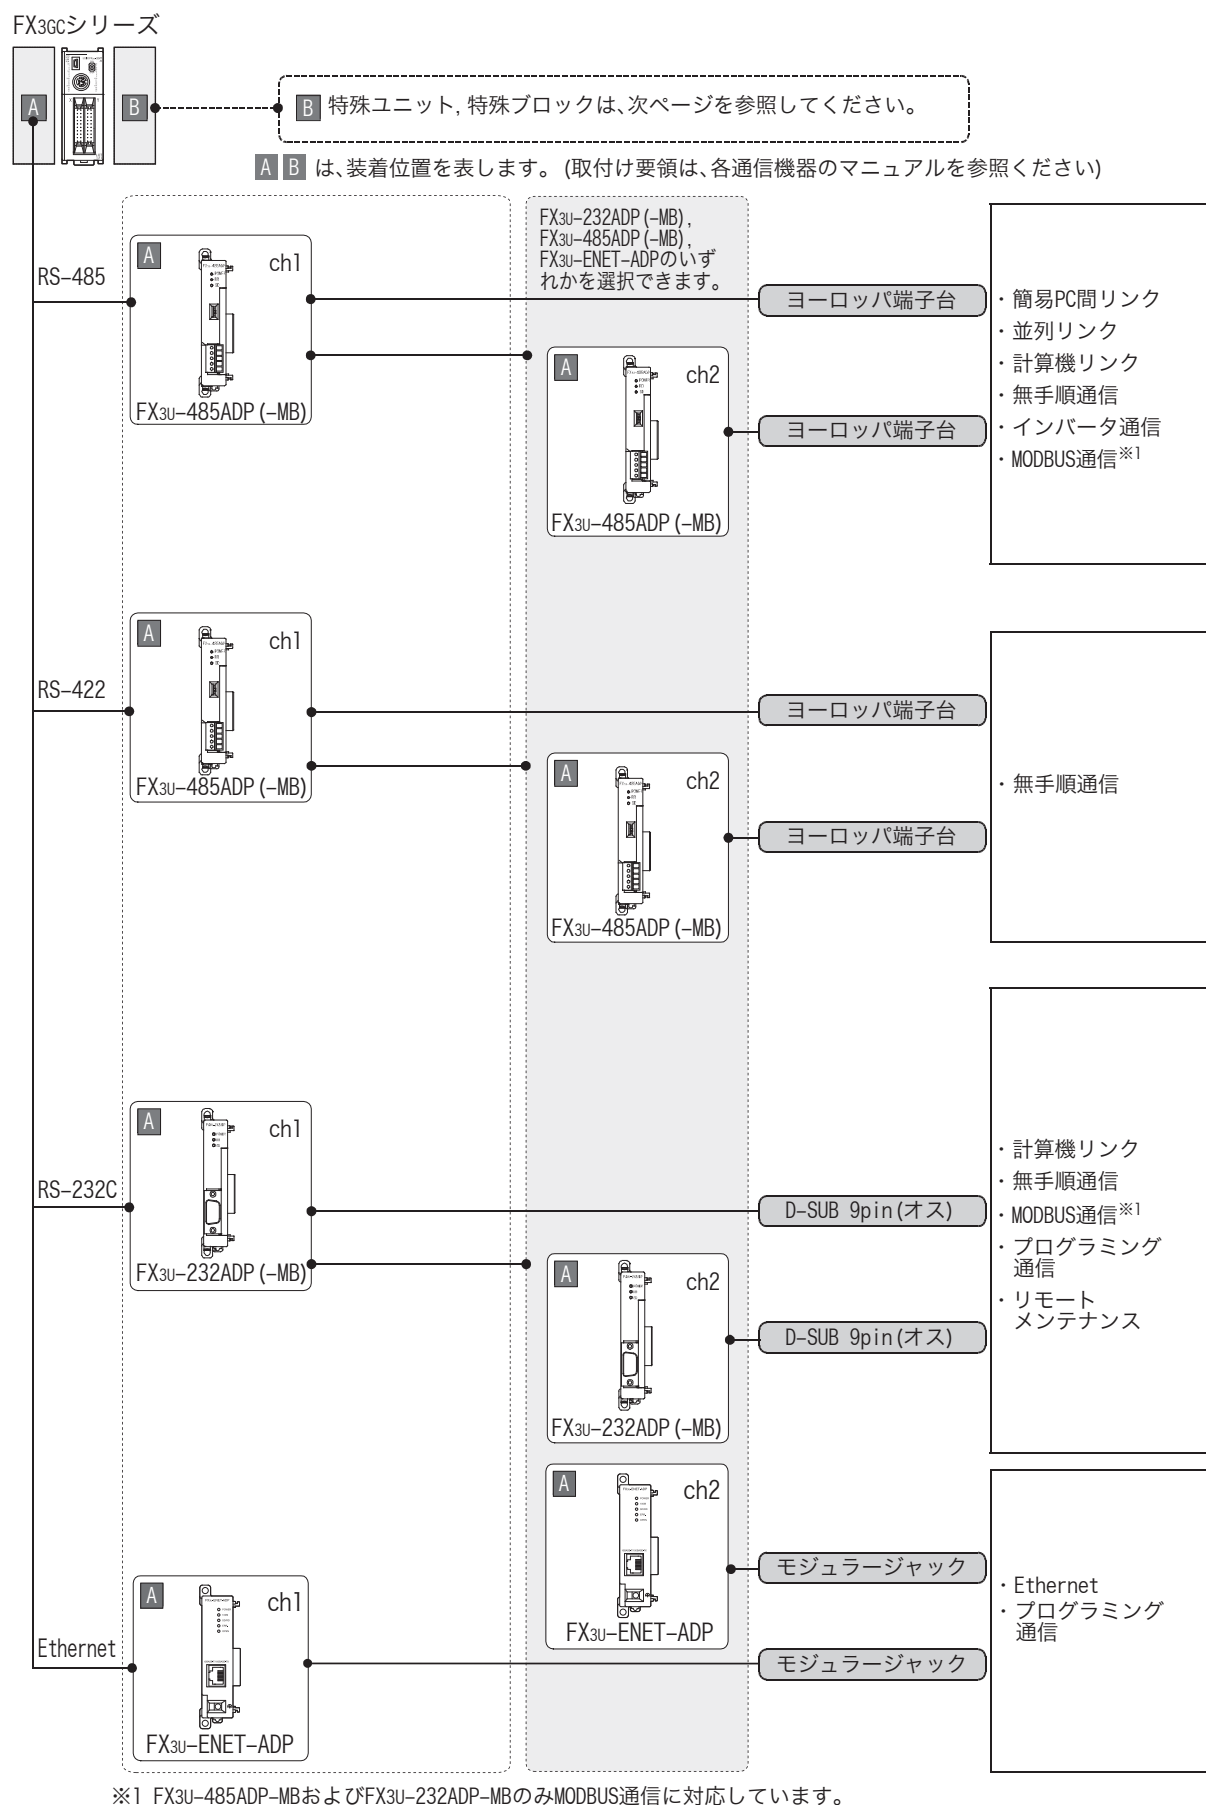 FX3GCシリーズ
A
B
B 特殊ユニット, 特殊ブロックは、次ページを参照してください。
A B は、装着位置を表します。 (取付け要領は、各通信機器のマニュアルを参照ください)
FX3U-232ADP(-MB),
FX3U-485ADP(-MB),
FX3U-ENET-ADPのいず
れかを選択できます。
RS-485
A
ch1
FX3U-485ADP(-MB)
ヨーロッパ端子台
A
ch2
FX3U-485ADP(-MB)
ヨーロッパ端子台
・簡易PC間リンク
・並列リンク
・計算機リンク
・無手順通信
・インバータ通信
・MODBUS通信※1
RS-422
A
ch1
FX3U-485ADP(-MB)
ヨーロッパ端子台
A
ch2
FX3U-485ADP(-MB)
ヨーロッパ端子台
・無手順通信
RS-232C
A
ch1
FX3U-232ADP(-MB)
D-SUB 9pin(オス)
A
ch2
FX3U-232ADP(-MB)
D-SUB 9pin(オス)
・計算機リンク
・無手順通信
・MODBUS通信※1
・プログラミング
通信
・リモート
メンテナンス
A
ch2
FX3U-ENET-ADP
モジュラージャック
Ethernet
A
ch1
FX3U-ENET-ADP
モジュラージャック
・Ethernet
・プログラミング
通信
※1 FX3U-485ADP-MBおよびFX3U-232ADP-MBのみMODBUS通信に対応しています。